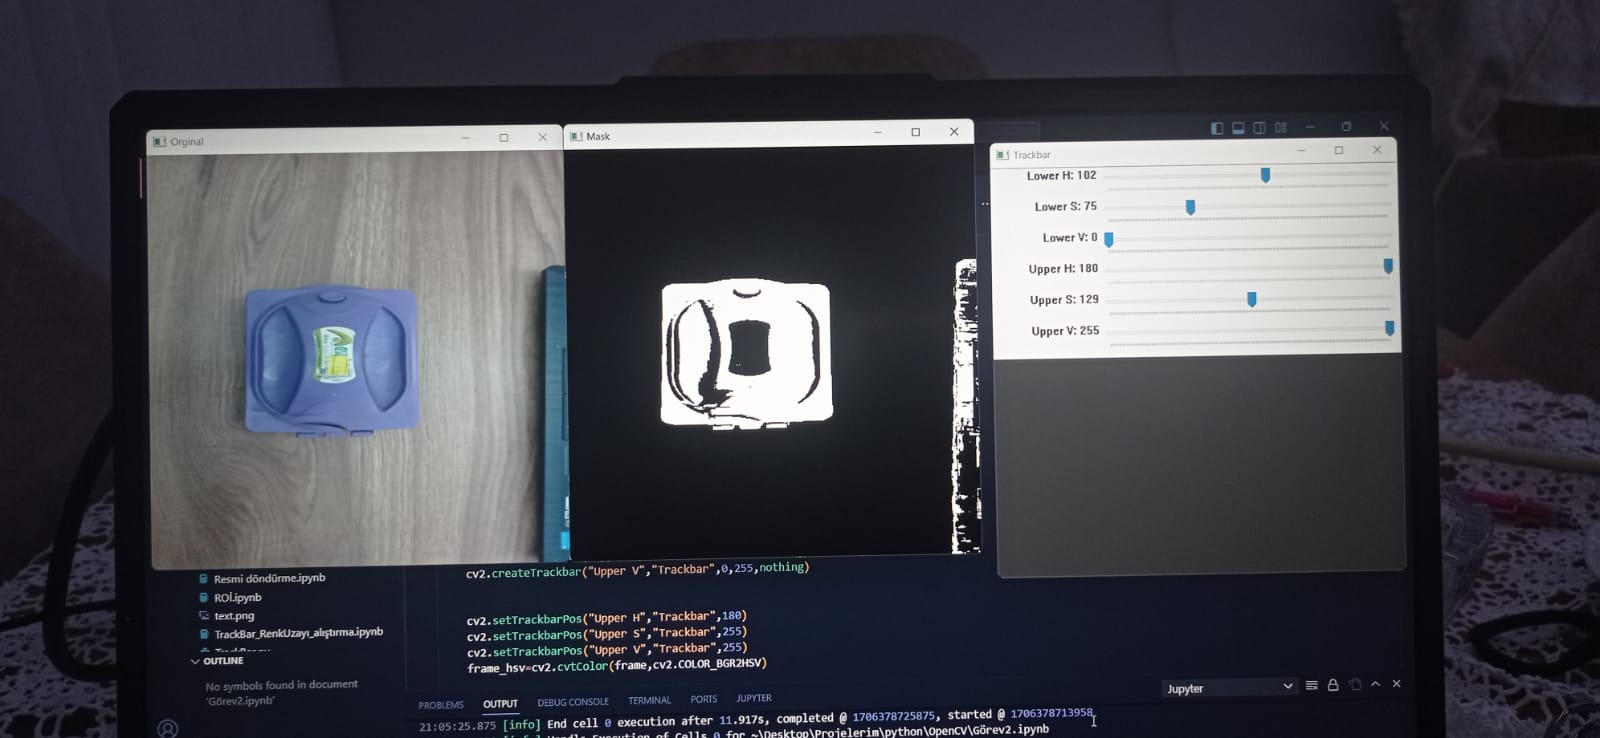 Orginal
Mask
Trackbar
Lower H: 102
Lower S: 75
Lower V: 0
Upper H: 180
Upper S: 129
Upper V: 255
Resmi döndürme.ipynb
ROİ.ipynb
text.png
TrackBar_RenkUzayı_alıştırma.ipynb
OUTLINE
No symbols found in document
'Görev2.ipynb'
cv2.createTrackbar("Upper V","Trackbar",0,255,nothing)
cv2.setTrackbarPos("Upper H","Trackbar",180)
cv2.setTrackbarPos("Upper S","Trackbar",255)
cv2.setTrackbarPos("Upper V","Trackbar",255)
frame_hsv=cv2.cvtColor(frame,cv2.COLOR_BGR2HSV)
PROBLEMS OUTPUT DEBUG CONSOLE TERMINAL PORTS JUPYTER
Jupyter
21:05:25.875 [info] End cell 0 execution after 11.917s, completed @ 1706378725875, started @ 1706378713958
Handle Execution of Cells 0 for ~\Desktop\Projelerim\python\OpenCV\Görev2.ipynb